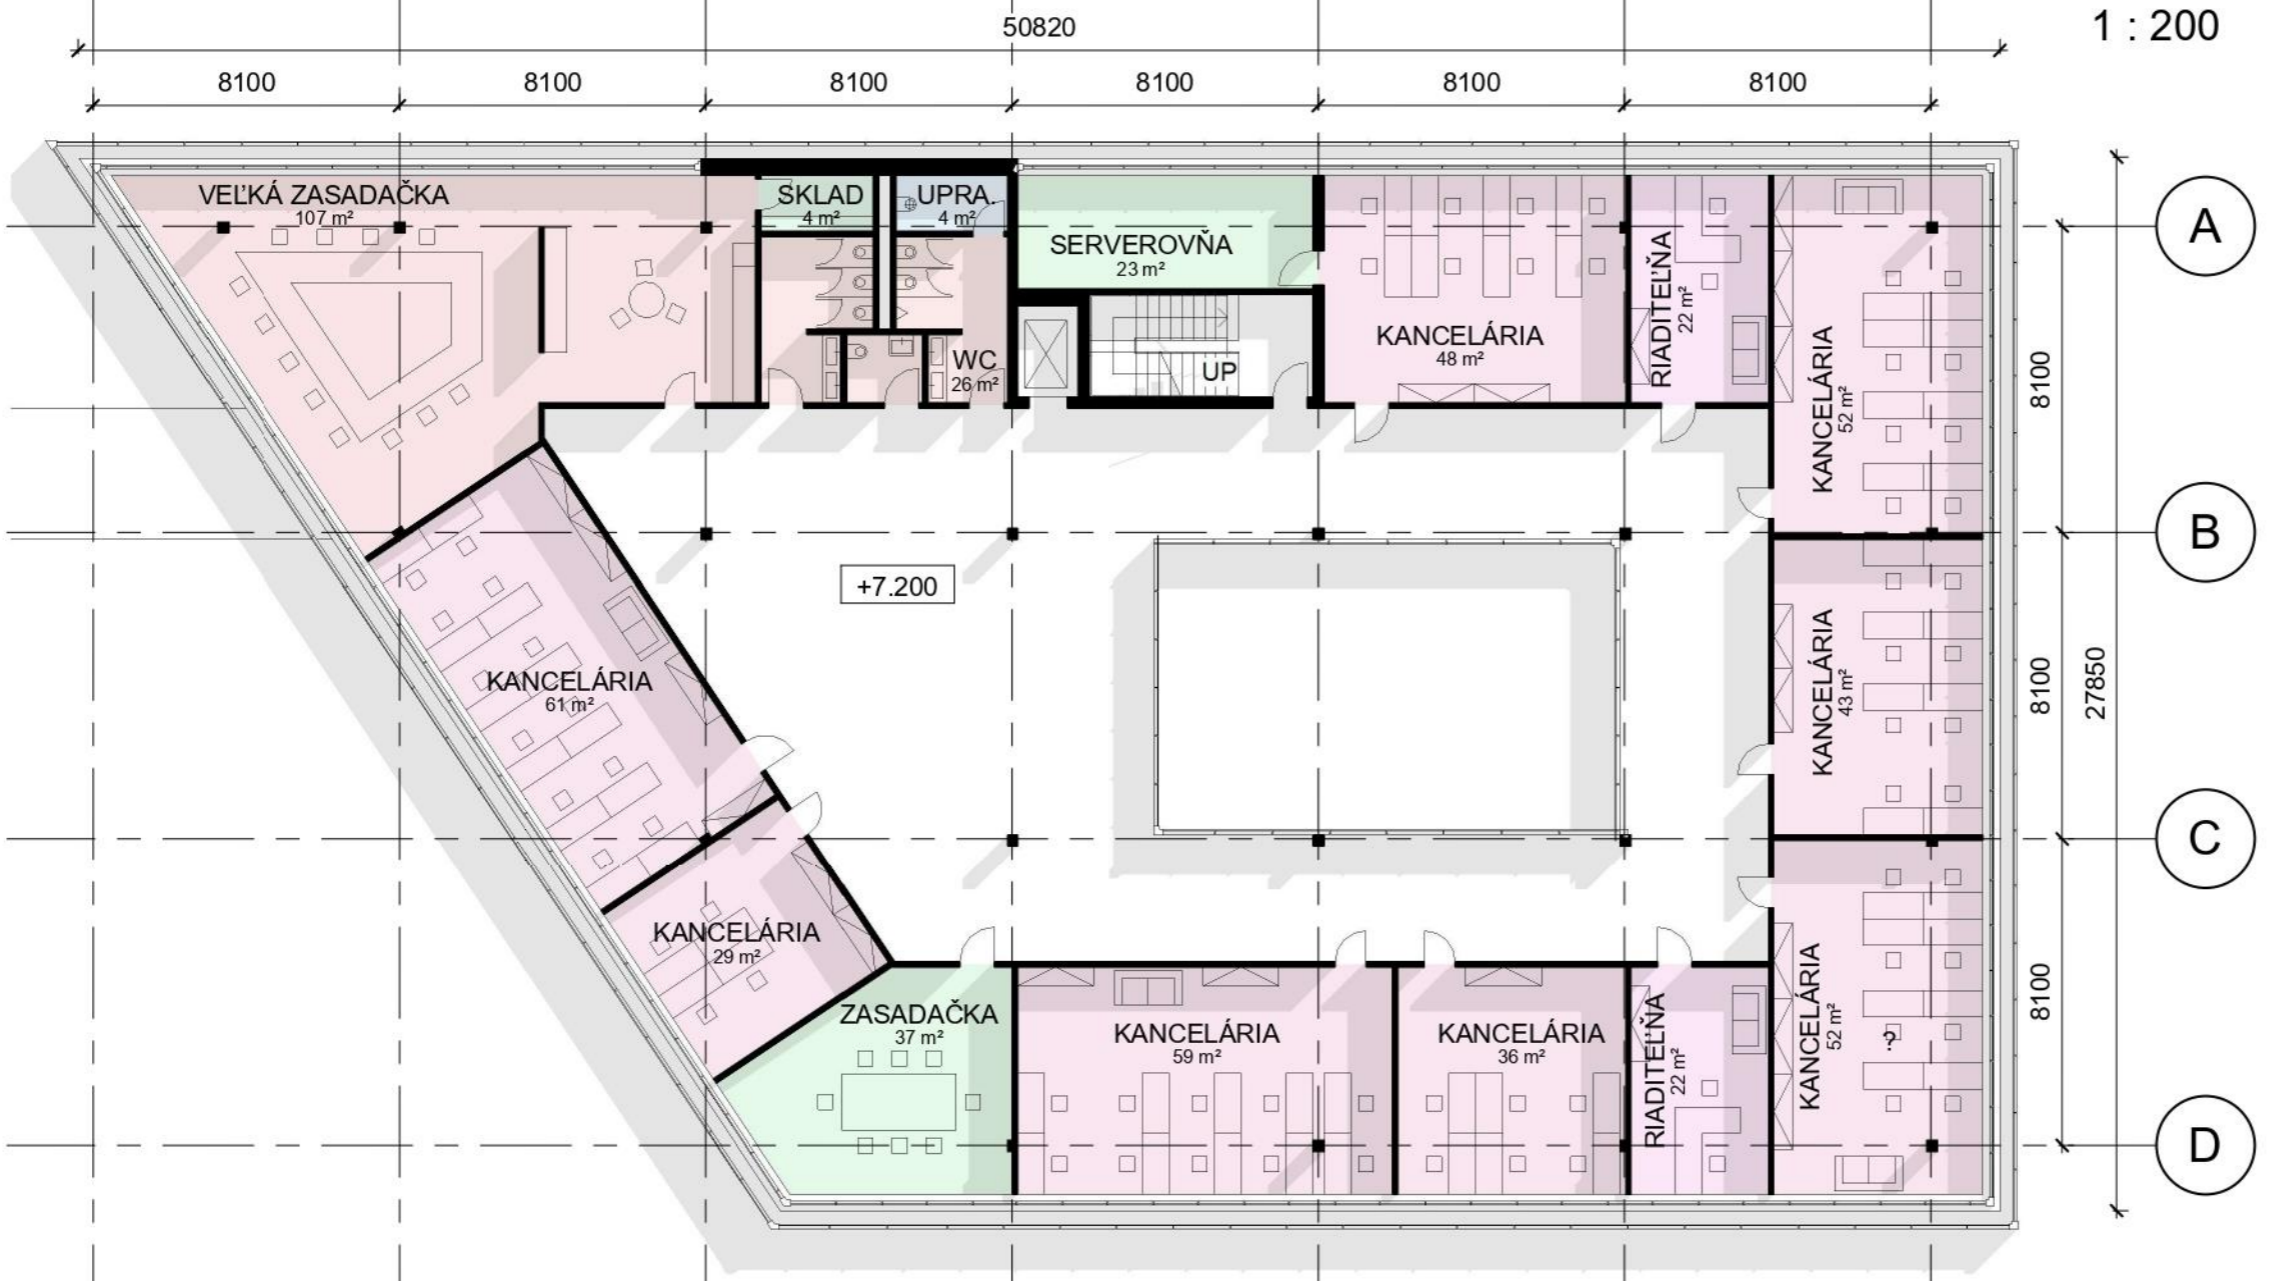 50820
1 : 200
8100
8100
8100
8100
8100
8100
VEĽKÁ ZASADAČKA
107 m²
SKLAD
4 m²
UPRA.
4 m²
SERVEROVŇA
23 m²
KANCELÁRIA
48 m²
RIADITEĽŇA
22 m²
KANCELÁRIA
52 m²
WC
26 m²
UP
A
8100
B
+7.200
KANCELÁRIA
61 m²
KANCELÁRIA
43 m²
8100
27850
C
KANCELÁRIA
29 m²
ZASADAČKA
37 m²
KANCELÁRIA
59 m²
KANCELÁRIA
36 m²
RIADITEĽŇA
22 m²
KANCELÁRIA
52 m²
?
8100
D